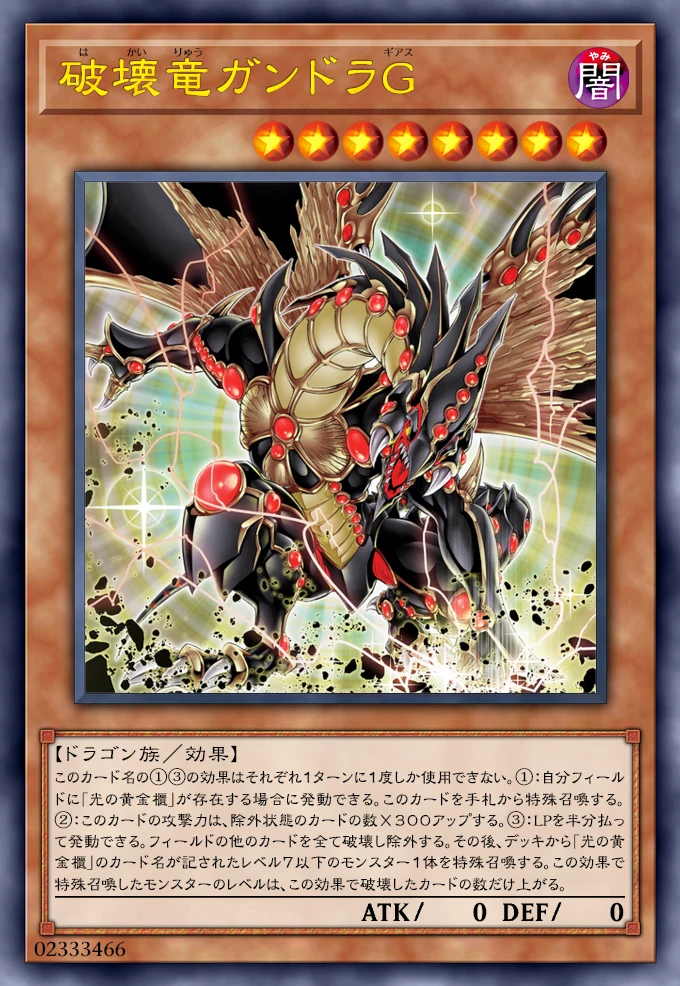 は かい りゅう ギアス
破壊竜ガンドラG
やみ
闇
【ドラゴン族／効果】
このカード名の①③の効果はそれぞれ1ターンに1度しか使用できない。①：自分フィール
ドに「光の黄金櫃」が存在する場合に発動できる。このカードを手札から特殊召喚する。
②：このカードの攻撃力は、除外状態のカードの数×300アップする。③：LPを半分払っ
て発動できる。フィールドの他のカードを全て破壊し除外する。その後、デッキから「光の黄
金櫃」のカード名が記されたレベル7以下のモンスター1体を特殊召喚する。この効果で
特殊召喚したモンスターのレベルは、この効果で破壊したカードの数だけ上がる。
ATK/ 0 DEF/ 0
02333466